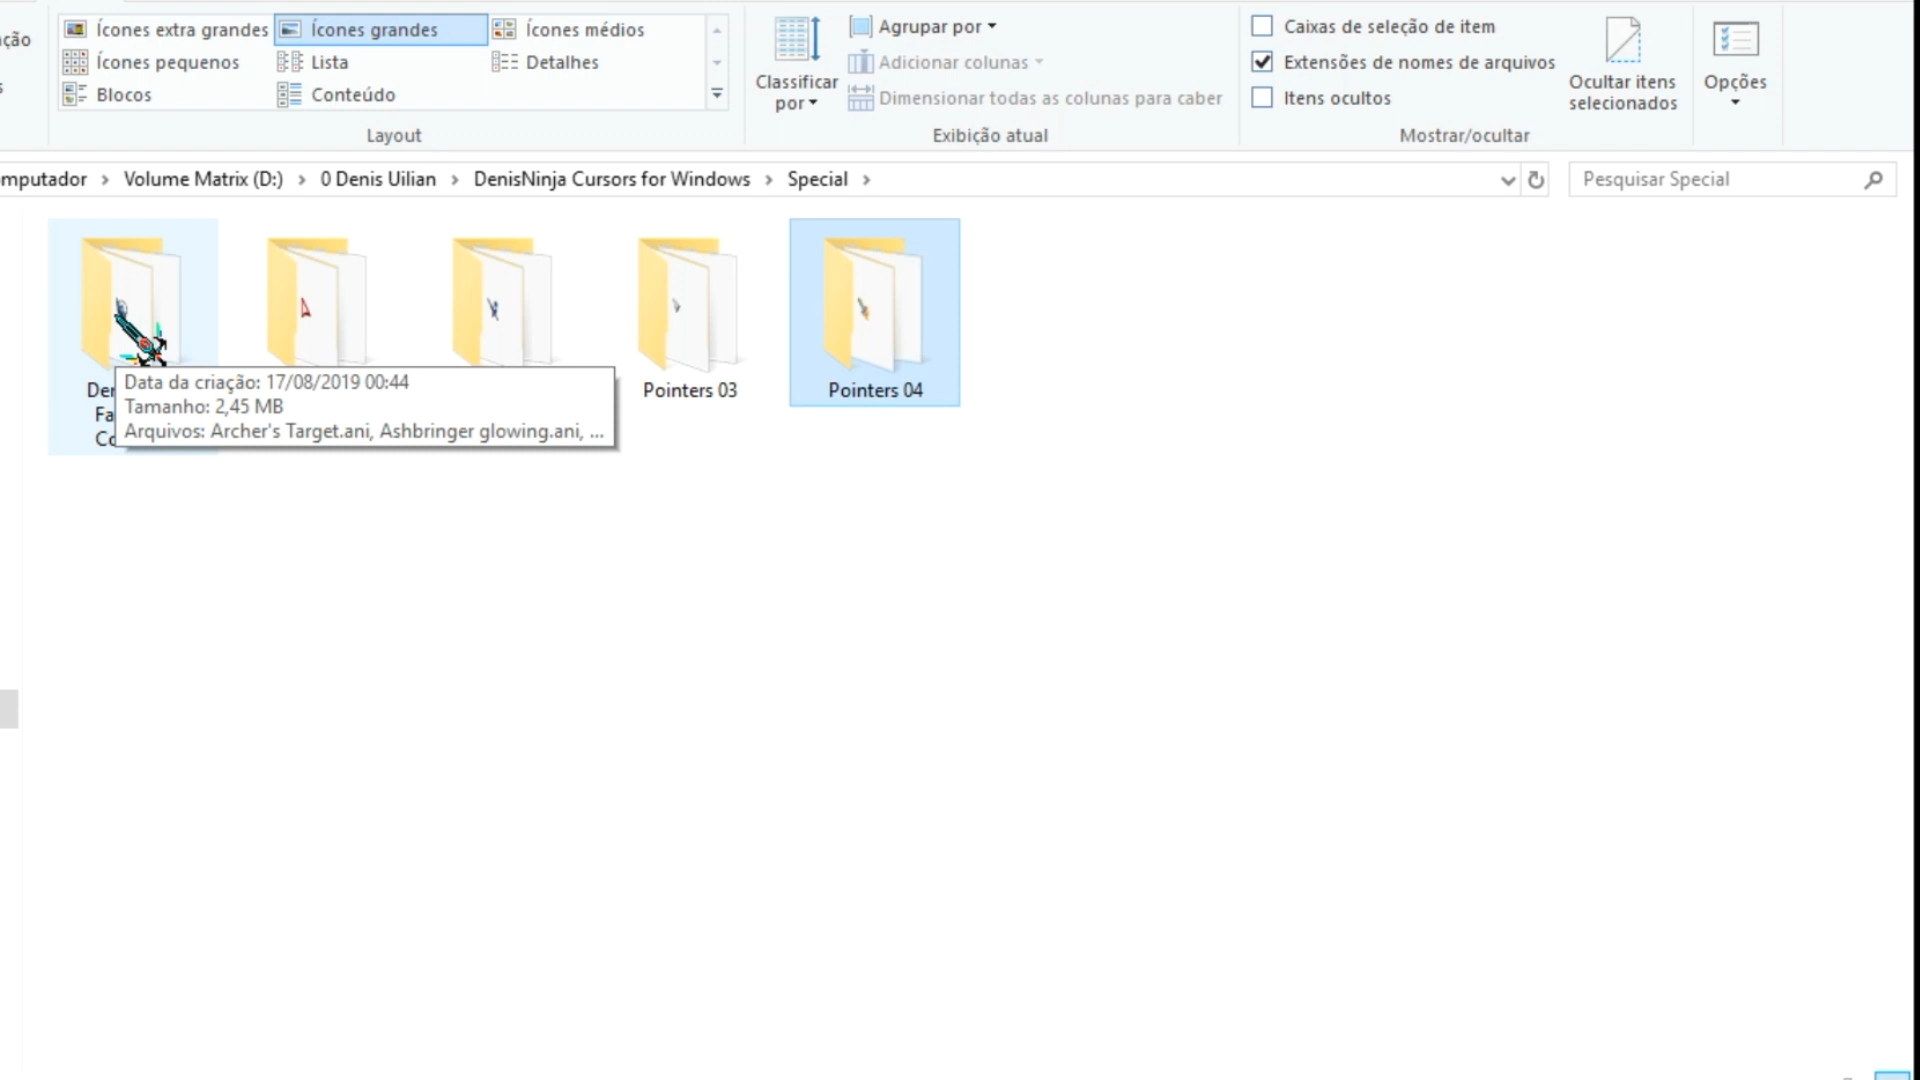 ção
Ícones extra grandes
Ícones grandes
Ícones médios
Ícones pequenos
Lista
Detalhes
Blocos
Conteúdo
Layout
Classificar
por
Agrupar por
Adicionar colunas
Dimensionar todas as colunas para caber
Exibição atual
Caixas de seleção de item
Extensões de nomes de arquivos
Itens ocultos
Ocultar itens
selecionados
Mostrar/ocultar
Opções
mputador > Volume Matrix (D:) > 0 Denis Uilian > DenisNinja Cursors for Windows > Special >
Pesquisar Special
Pointers 03
Pointers 04
Data da criação: 17/08/2019 00:44
Tamanho: 2,45 MB
Arquivos: Archer's Target.ani, Ashbringer glowing.ani, ...